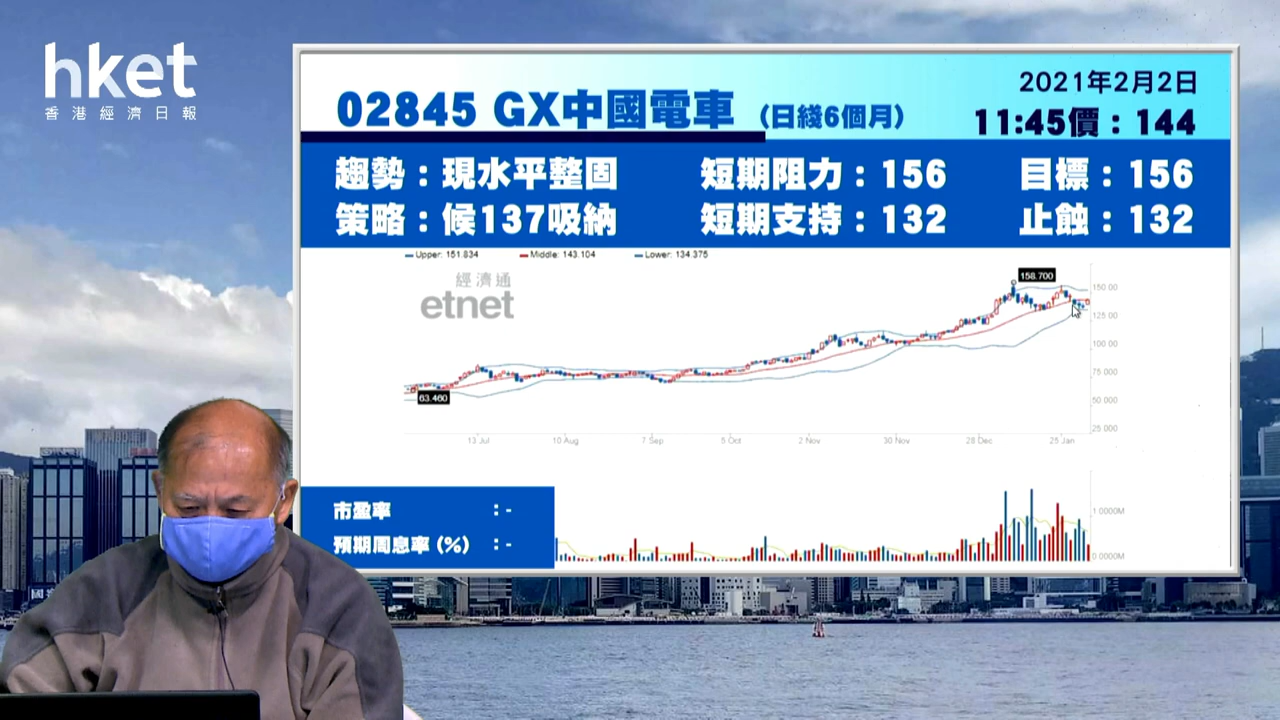 hket
香港經濟日報
2021年2月2日
02845 GX中國電車 (日綫6個月)
11:45價：144
趨勢：現水平整固 短期阻力：156 目標：156
策略：候137吸納 短期支持：132 止蝕：132
Upper: 151.834 Middle: 143.104 Lower: 134.375
經濟通
etnet
158.700
150.00
125.00
100.00
75.000
63.460
50.000
25.000
13 Jul 10 Aug 7 Sep 5 Oct 2 Nov 30 Nov 28 Dec 25 Jan
市盈率 ：-
1.0000M
預期周息率 (%) ：-
0.0000M